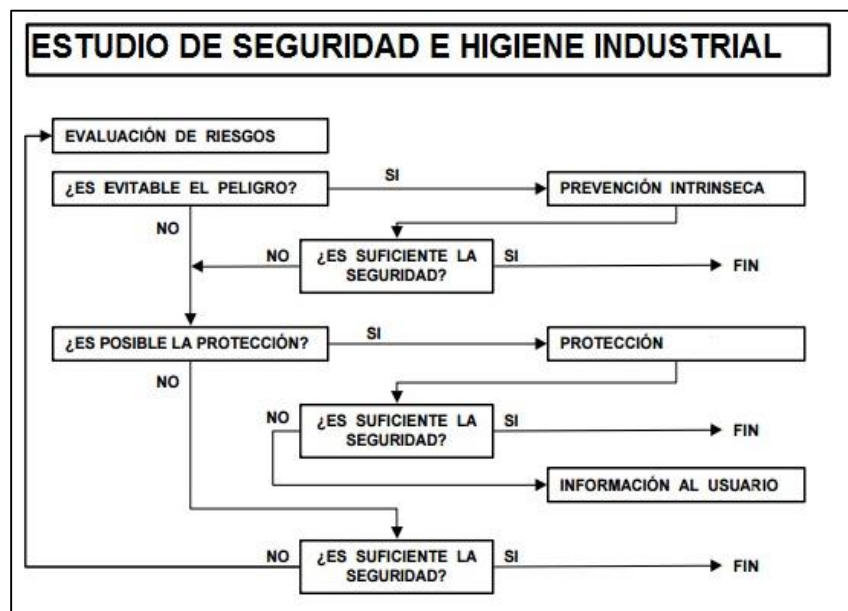 ESTUDIO DE SEGURIDAD E HIGIENE INDUSTRIAL
EVALUACIÓN DE RIESGOS
¿ES EVITABLE EL PELIGRO?
SI
PREVENCIÓN INTRINSECA
NO
NO
¿ES SUFICIENTE LA
SEGURIDAD?
SI
FIN
¿ES POSIBLE LA PROTECCIÓN?
SI
PROTECCIÓN
NO
NO
¿ES SUFICIENTE LA
SEGURIDAD?
SI
FIN
INFORMACIÓN AL USUARIO
NO
¿ES SUFICIENTE LA
SEGURIDAD?
SI
FIN